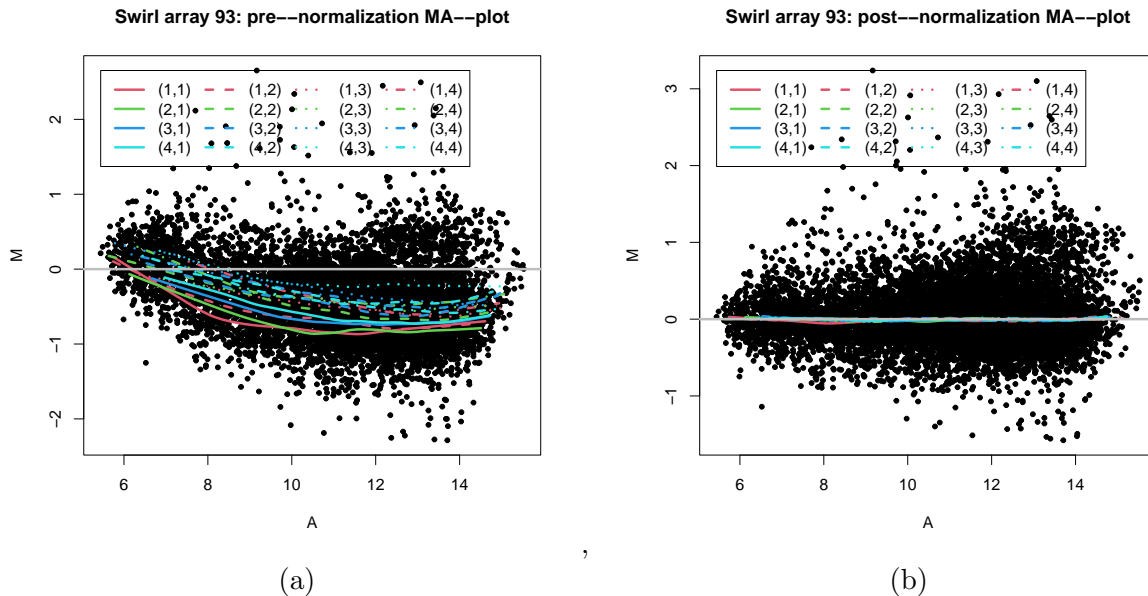 Swirl array 93: pre−−normalization MA−−plot
(1,1) (1,2) (1,3) (1,4)
(2,1) (2,2) (2,3) (2,4)
(3,1) (3,2) (3,3) (3,4)
(4,1) (4,2) (4,3) (4,4)
2
1
0
−1
−2
M
6 8 10 12 14
A
,
(a)
Swirl array 93: post−−normalization MA−−plot
(1,1) (1,2) (1,3) (1,4)
(2,1) (2,2) (2,3) (2,4)
(3,1) (3,2) (3,3) (3,4)
(4,1) (4,2) (4,3) (4,4)
3
2
1
0
−1
M
6 8 10 12 14
A
(b)